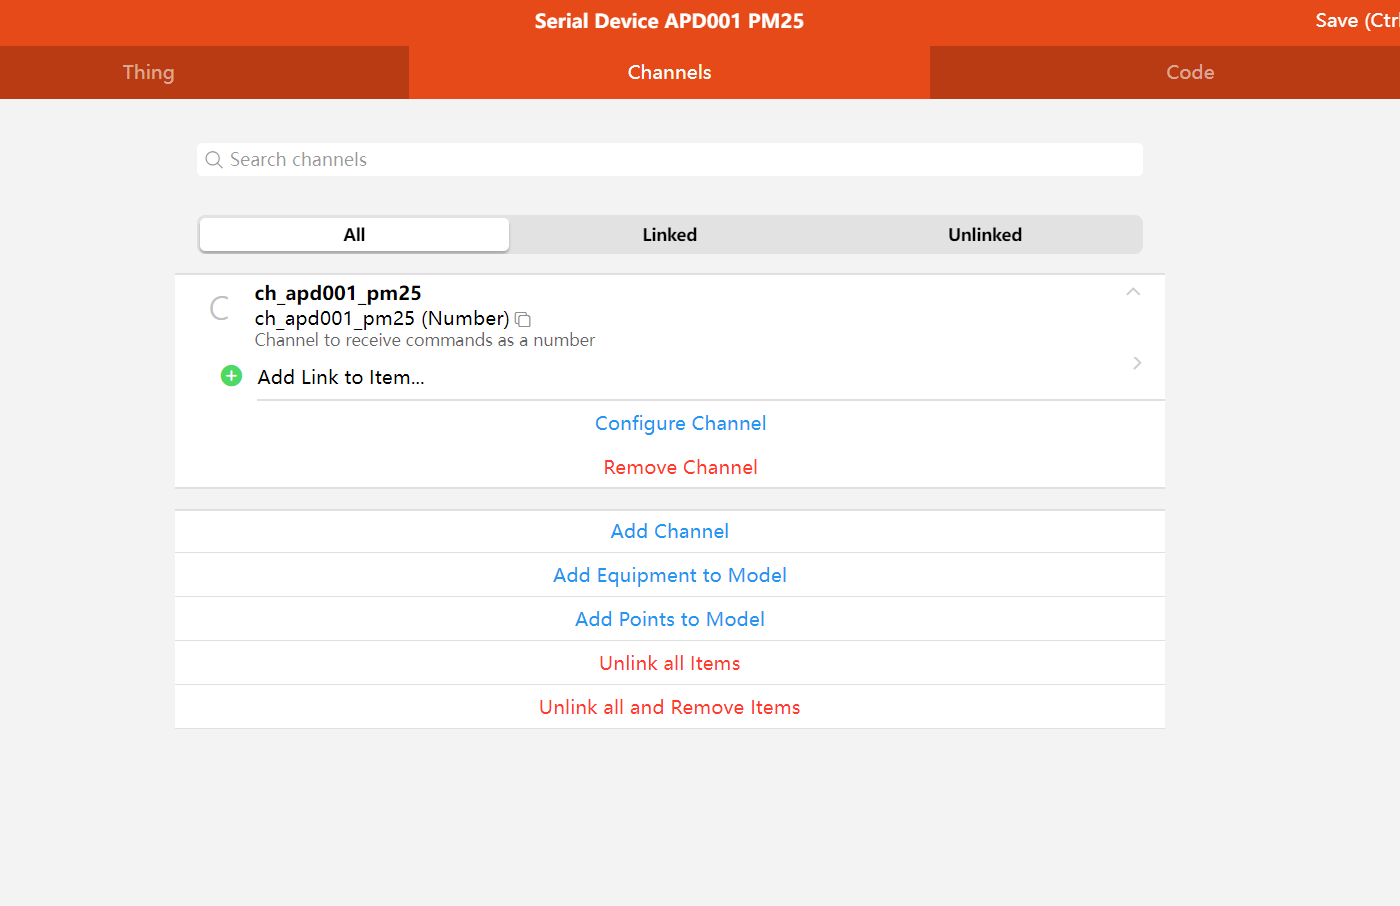 Serial Device APD001 PM25
Save (Ctrl
Thing
Channels
Code
Search channels
All
Linked
Unlinked
C
ch_apd001_pm25
ch_apd001_pm25 (Number)
Channel to receive commands as a number
Add Link to Item...
Configure Channel
Remove Channel
Add Channel
Add Equipment to Model
Add Points to Model
Unlink all Items
Unlink all and Remove Items